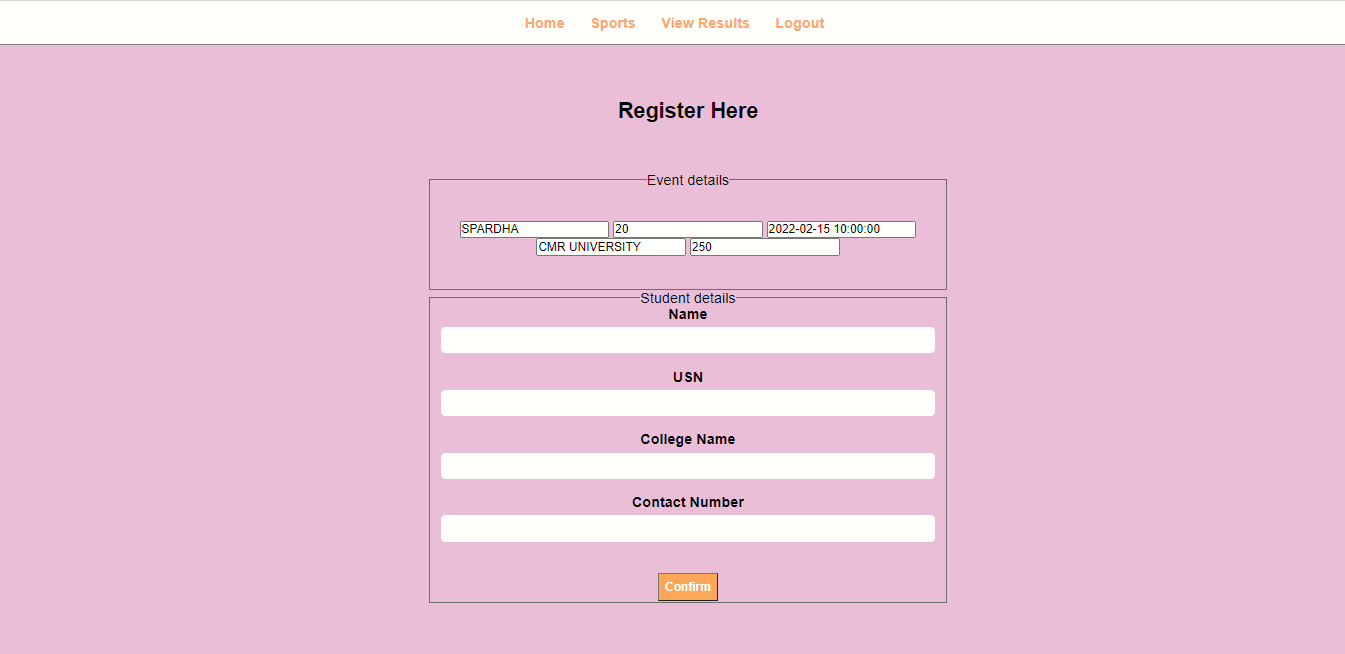 Home Sports View Results Logout
Register Here
Event details
SPARDHA 20 2022-02-15 10:00:00
CMR UNIVERSITY 250
Student details
Name
USN
College Name
Contact Number
Confirm